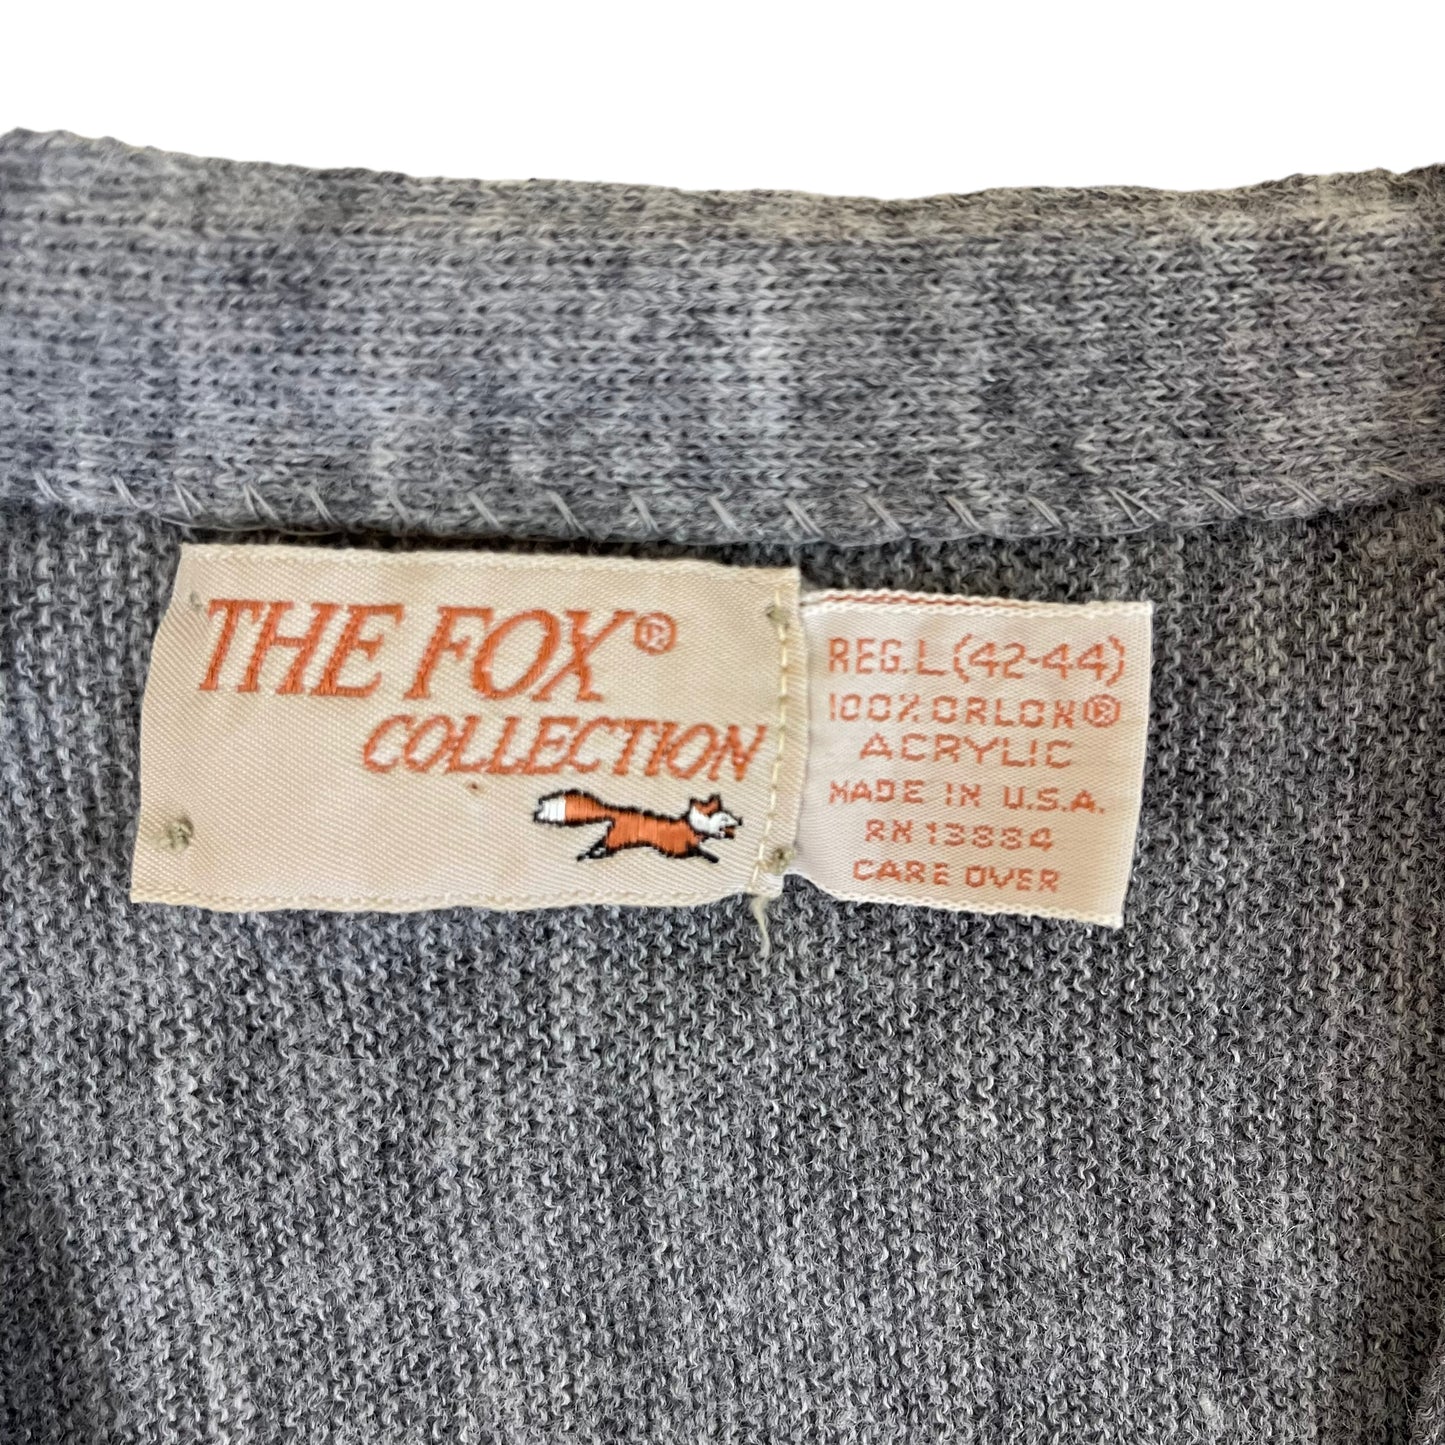 THE FOX®
COLLECTION
REG. L (42-44)
100% ORLON®
ACRYLIC
MADE IN U.S.A.
RN 13884
CARE OVER